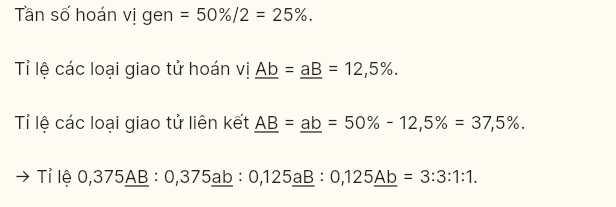 Tần số hoán vị gen = 50%/2 = 25%.
Tỉ lệ các loại giao tử hoán vị Ab = aB = 12,5%.
Tỉ lệ các loại giao tử liên kết AB = ab = 50% - 12,5% = 37,5%.
→ Tỉ lệ 0,375AB : 0,375ab : 0,125aB : 0,125Ab = 3:3:1:1.